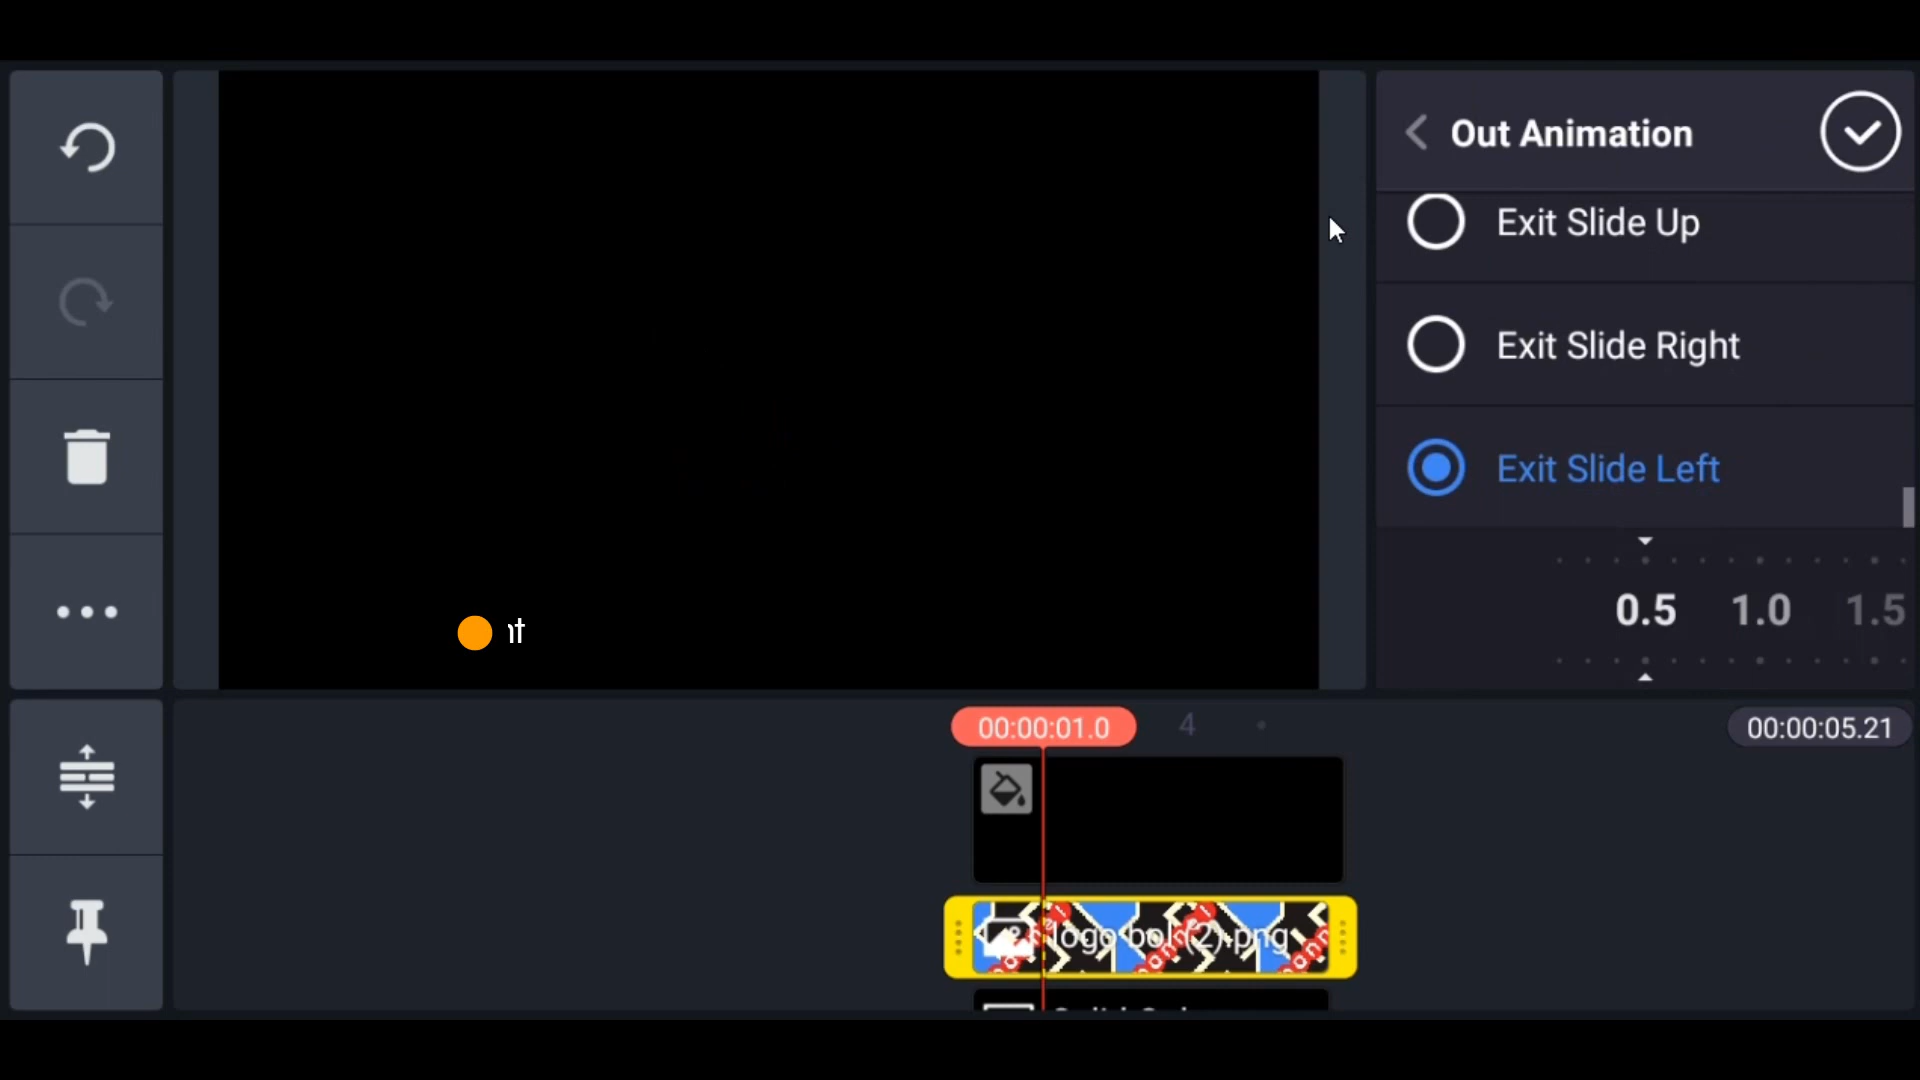 Out Animation
Exit Slide Up
Exit Slide Right
Exit Slide Left
0.5 1.0 1.5
00:00:01.0
4
00:00:05.21
logo bol (2).png